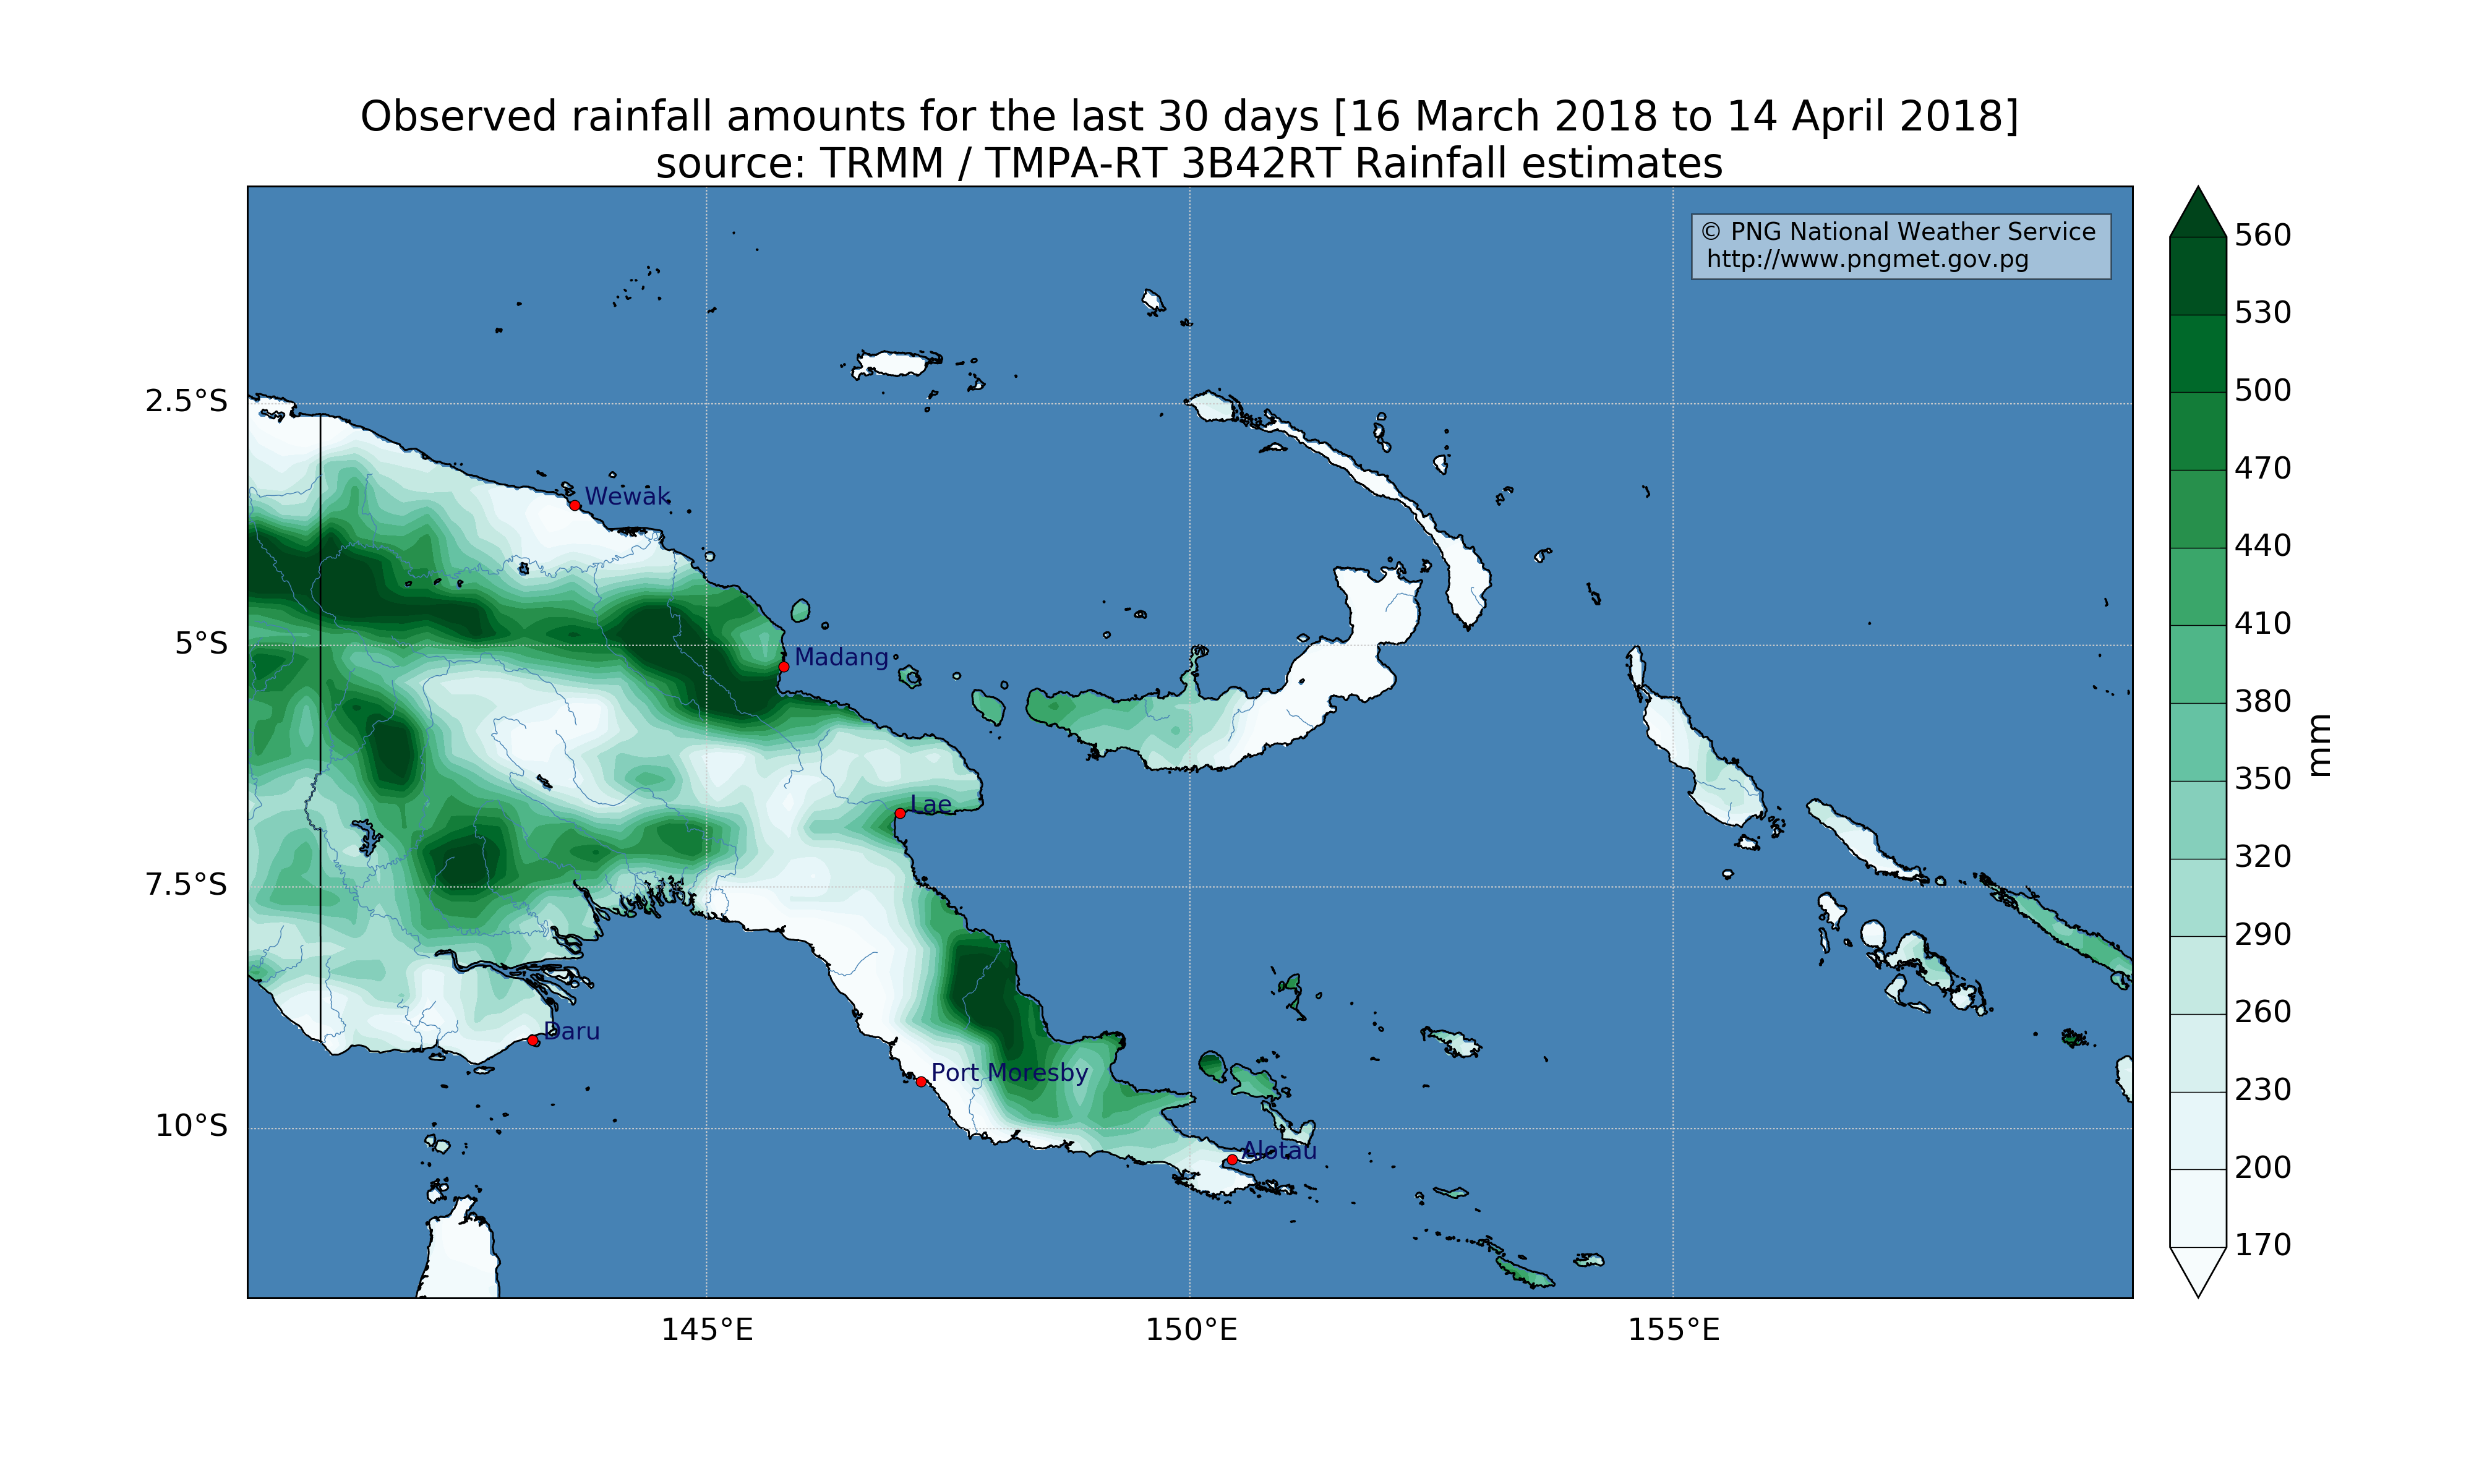 Observed rainfall amounts for the last 30 days [16 March 2018 to 14 April 2018]
source: TRMM / TMPA-RT 3B42RT Rainfall estimates
© PNG National Weather Service
http://www.pngmet.gov.pg
560
530
500
470
440
410
380
350
320
290
260
230
200
170
mm
2.5°S
5°S
7.5°S
10°S
Wewak
Madang
Lae
Daru
Port Moresby
Alotau
145°E
150°E
155°E